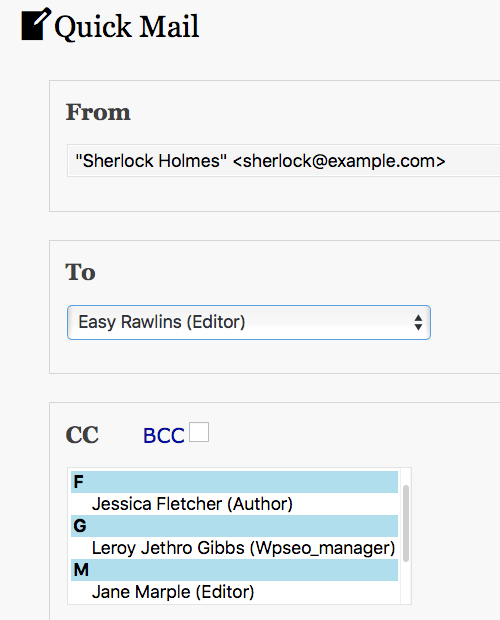 Quick Mail
From
"Sherlock Holmes" <sherlock@example.com>
To
Easy Rawlins (Editor)
CC BCC
F
Jessica Fletcher (Author)
G
Leroy Jethro Gibbs (Wpseo_manager)
M
Jane Marple (Editor)